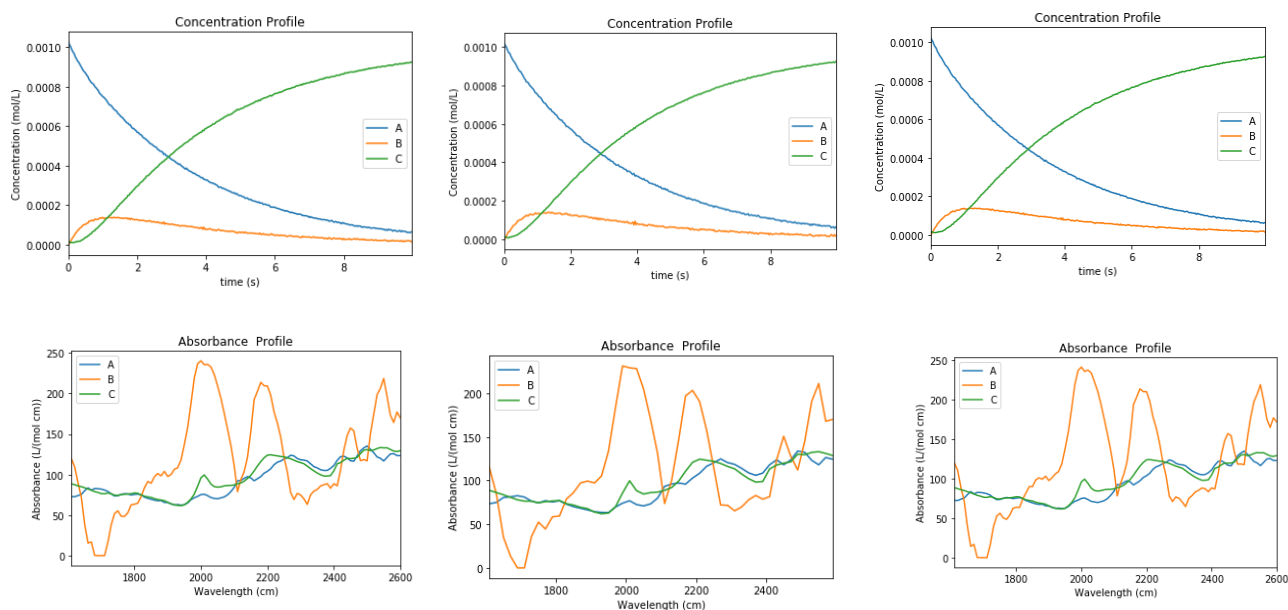 Concentration Profile
Concentration (mol/L)
0.0010
0.0008
0.0006
0.0004
0.0002
0.0000
A
B
C
0 2 4 6 8
time (s)
Concentration Profile
Concentration (mol/L)
0.0010
0.0008
0.0006
0.0004
0.0002
0.0000
A
B
C
0 2 4 6 8
time (s)
Concentration Profile
Concentration (mol/L)
0.0010
0.0008
0.0006
0.0004
0.0002
0.0000
A
B
C
0 2 4 6 8
time (s)
Absorbance Profile
Absorbance (L/(mol cm))
250
200
150
100
50
0
A
B
C
1800 2000 2200 2400 2600
Wavelength (cm)
Absorbance Profile
Absorbance (L/(mol cm))
200
150
100
50
0
A
B
C
1800 2000 2200 2400
Wavelength (cm)
Absorbance Profile
Absorbance (L/(mol cm))
250
200
150
100
50
0
A
B
C
1800 2000 2200 2400 2600
Wavelength (cm)